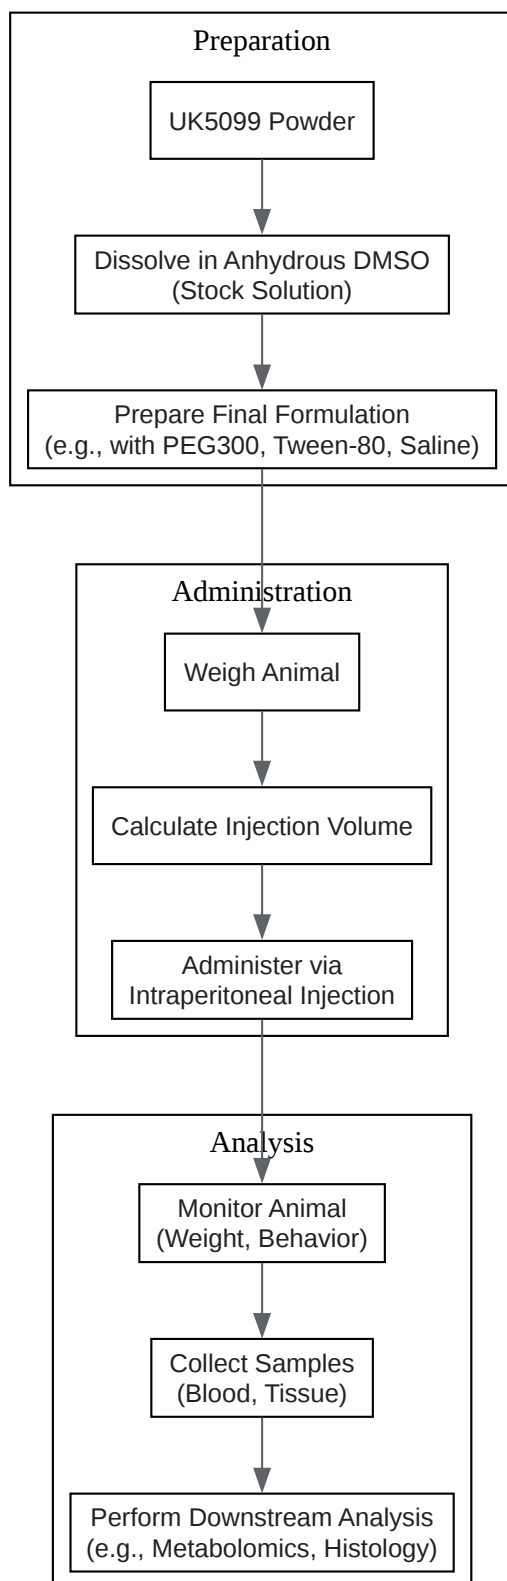 Preparation
UK5099 Powder
Dissolve in Anhydrous DMSO
(Stock Solution)
Prepare Final Formulation
(e.g., with PEG300, Tween-80, Saline)
Administration
Weigh Animal
Calculate Injection Volume
Administer via
Intraperitoneal Injection
Analysis
Monitor Animal
(Weight, Behavior)
Collect Samples
(Blood, Tissue)
Perform Downstream Analysis
(e.g., Metabolomics, Histology)